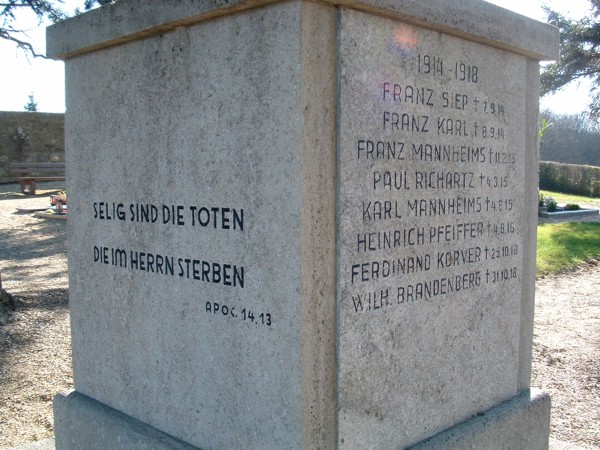 SELIG SIND DIE TOTEN
DIE IM HERRN STERBEN
APOC. 14,13
1914-1918
FRANZ SIEP † 7.9.14
FRANZ KARL † 8.9.14
FRANZ MANNHEIMS † 11.2.15
PAUL RICHARTZ † 4.3.15
KARL MANNHEIMS † 4.8.15
HEINRICH PFEIFFER † 4.8.16
FERDINAND KORVER † 25.10.18
WILH. BRANDENBERG † 31.10.18